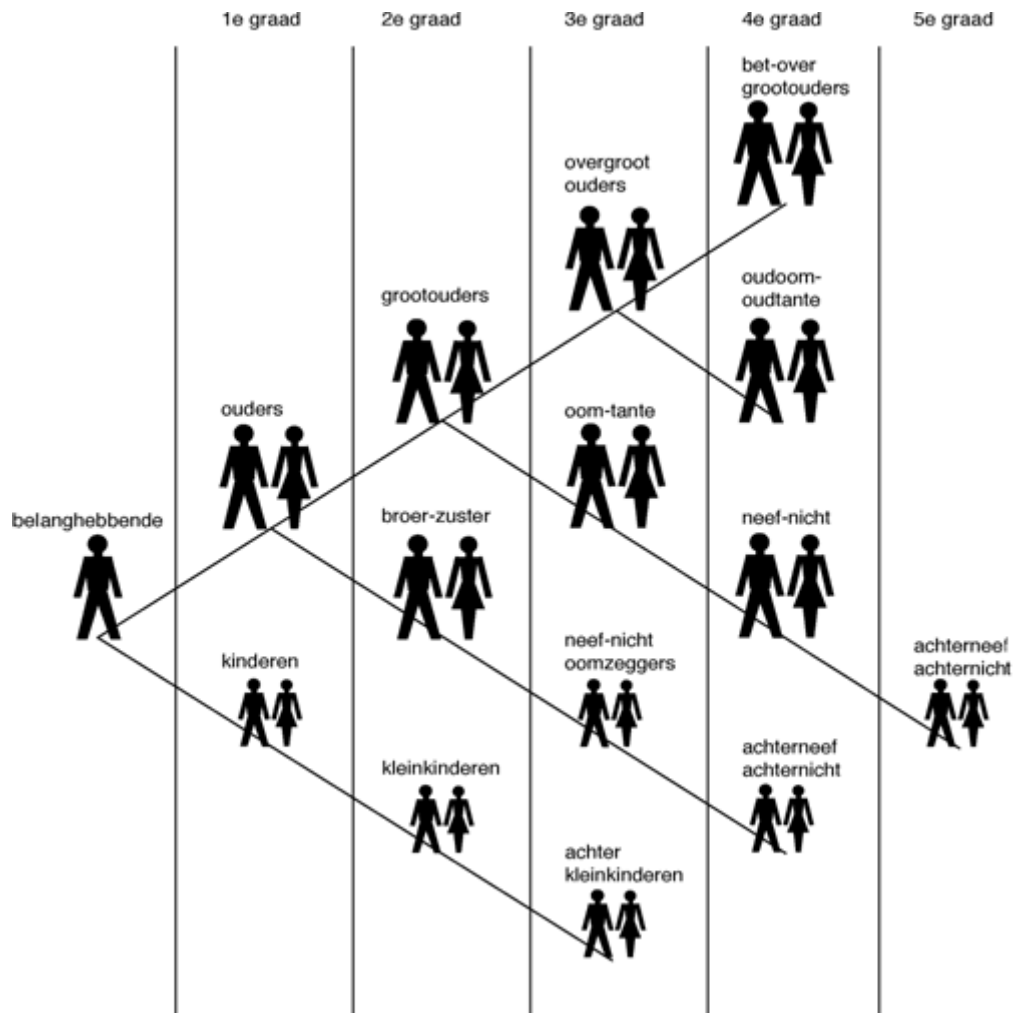 1e graad
2e graad
3e graad
4e graad
5e graad
bet-over
grootouders
overgroot
ouders
oudoom-
oudtante
grootouders
ouders
oom-tante
belanghebbende
broer-zuster
neef-nicht
kinderen
neef-nicht
oomzeggers
achterneef
achternicht
kleinkinderen
achterneef
achternicht
achter
kleinkinderen